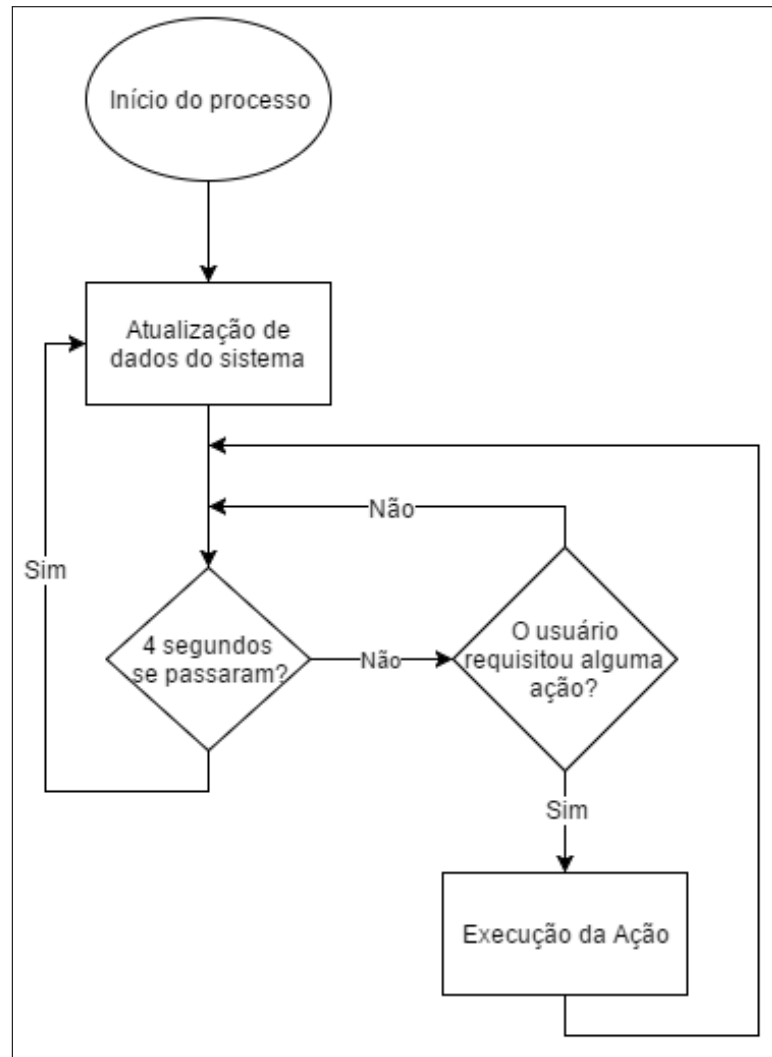 Início do processo
Atualização de
dados do sistema
Não
Sim
4 segundos
se passaram?
Não
O usuário
requisitou alguma
ação?
Sim
Execução da Ação